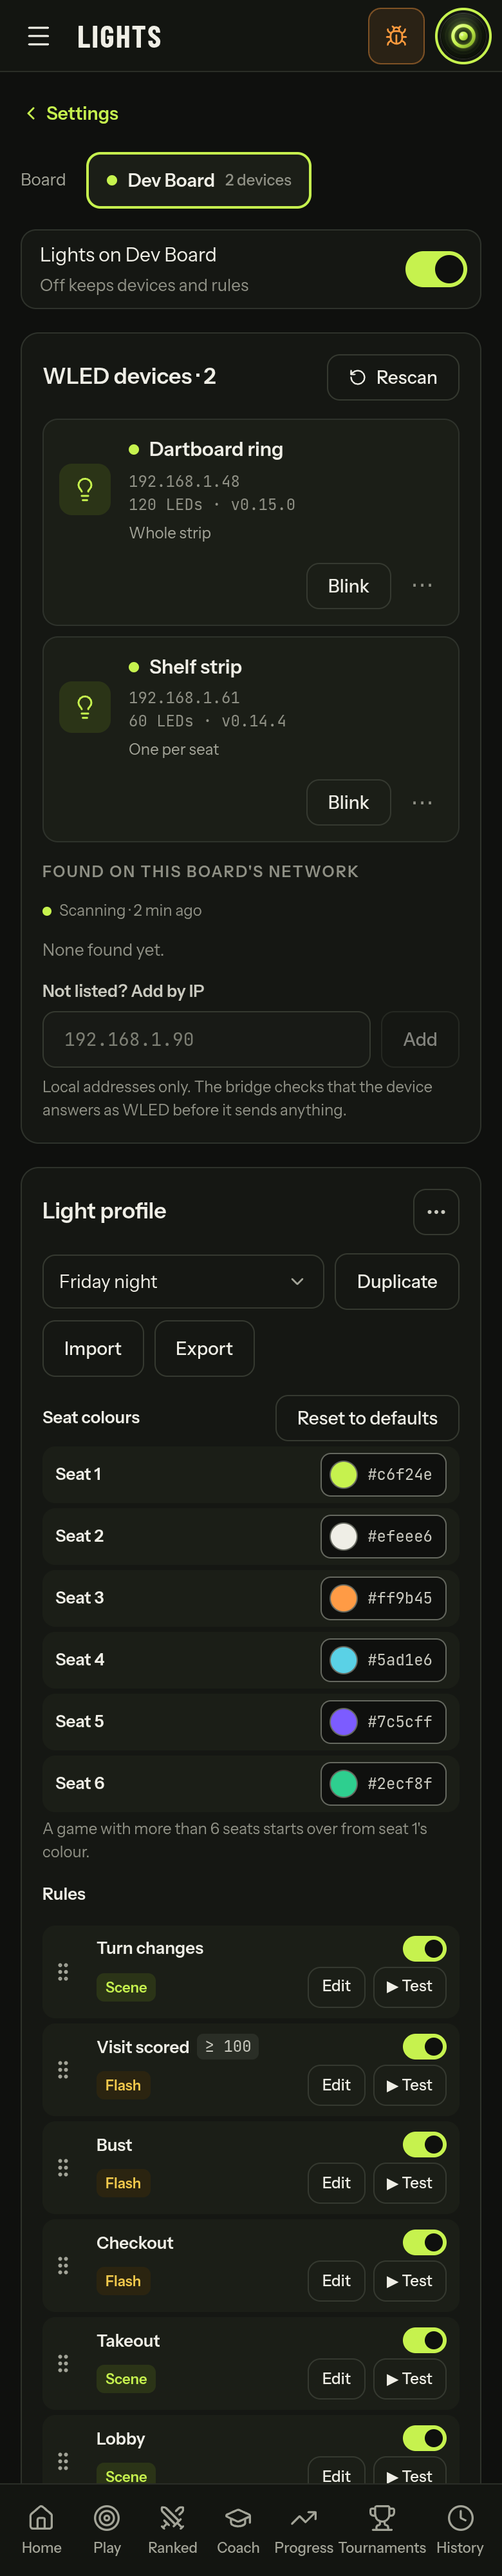 LIGHTS
Settings
Board
Dev Board 2 devices
Lights on Dev Board
Off keeps devices and rules
WLED devices · 2
Rescan
Dartboard ring
192.168.1.48
120 LEDs · v0.15.0
Whole strip
Blink
Shelf strip
192.168.1.61
60 LEDs · v0.14.4
One per seat
Blink
FOUND ON THIS BOARD'S NETWORK
Scanning · 2 min ago
None found yet.
Not listed? Add by IP
192.168.1.90
Add
Local addresses only. The bridge checks that the device
answers as WLED before it sends anything.
Light profile
Friday night
Duplicate
Import
Export
Seat colours
Reset to defaults
Seat 1 #c6f24e
Seat 2 #efeee6
Seat 3 #ff9b45
Seat 4 #5ad1e6
Seat 5 #7c5cff
Seat 6 #2ecf8f
A game with more than 6 seats starts over from seat 1's
colour.
Rules
Turn changes
Scene
Edit
▶ Test
Visit scored ≥ 100
Flash
Edit
▶ Test
Bust
Flash
Edit
▶ Test
Checkout
Flash
Edit
▶ Test
Takeout
Scene
Edit
▶ Test
Lobby
Scene
Edit
▶ Test
Home
Play
Ranked
Coach
Progress
Tournaments
History